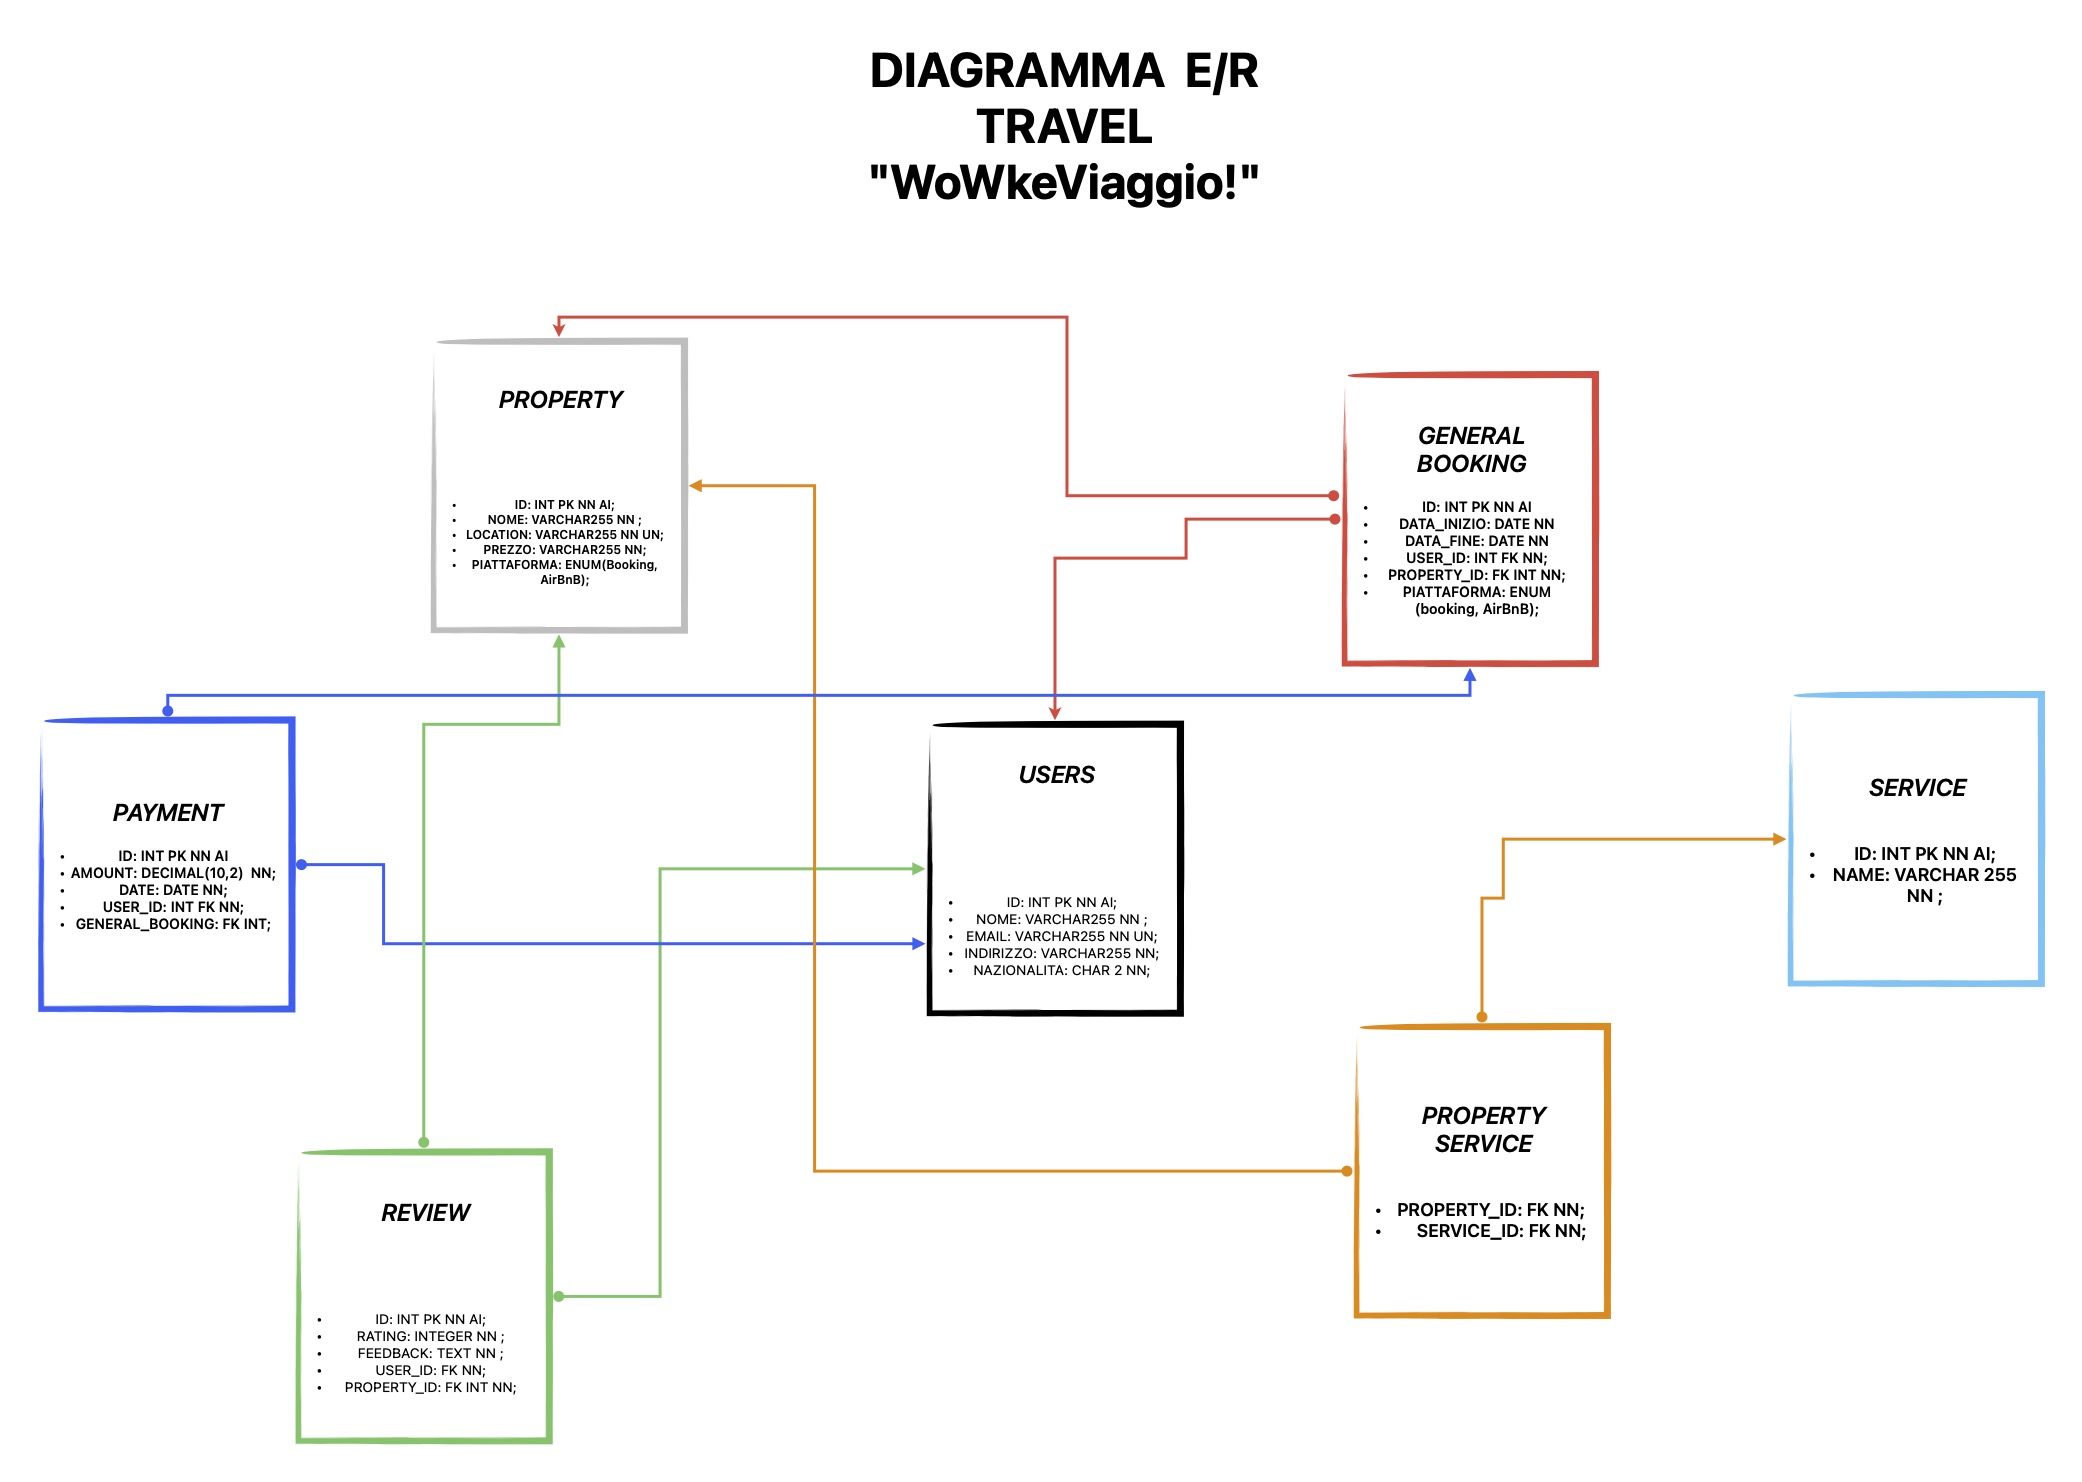 DIAGRAMMA E/R
TRAVEL
"WoWkeViaggio!"
PROPERTY
• ID: INT PK NN AI;
• NOME: VARCHAR255 NN ;
• LOCATION: VARCHAR255 NN UN;
• PREZZO: VARCHAR255 NN;
• PIATTAFORMA: ENUM(Booking,
AirBnB);
GENERAL
BOOKING
• ID: INT PK NN AI
• DATA_INIZIO: DATE NN
• DATA_FINE: DATE NN
• USER_ID: INT FK NN;
• PROPERTY_ID: FK INT NN;
• PIATTAFORMA: ENUM
(booking, AirBnB);
PAYMENT
• ID: INT PK NN AI
• AMOUNT: DECIMAL(10,2) NN;
• DATE: DATE NN;
• USER_ID: INT FK NN;
• GENERAL_BOOKING: FK INT;
USERS
• ID: INT PK NN AI;
• NOME: VARCHAR255 NN ;
• EMAIL: VARCHAR255 NN UN;
• INDIRIZZO: VARCHAR255 NN;
• NAZIONALITA: CHAR 2 NN;
SERVICE
• ID: INT PK NN AI;
• NAME: VARCHAR 255
NN ;
PROPERTY
SERVICE
• PROPERTY_ID: FK NN;
• SERVICE_ID: FK NN;
REVIEW
• ID: INT PK NN AI;
• RATING: INTEGER NN ;
• FEEDBACK: TEXT NN ;
• USER_ID: FK NN;
• PROPERTY_ID: FK INT NN;